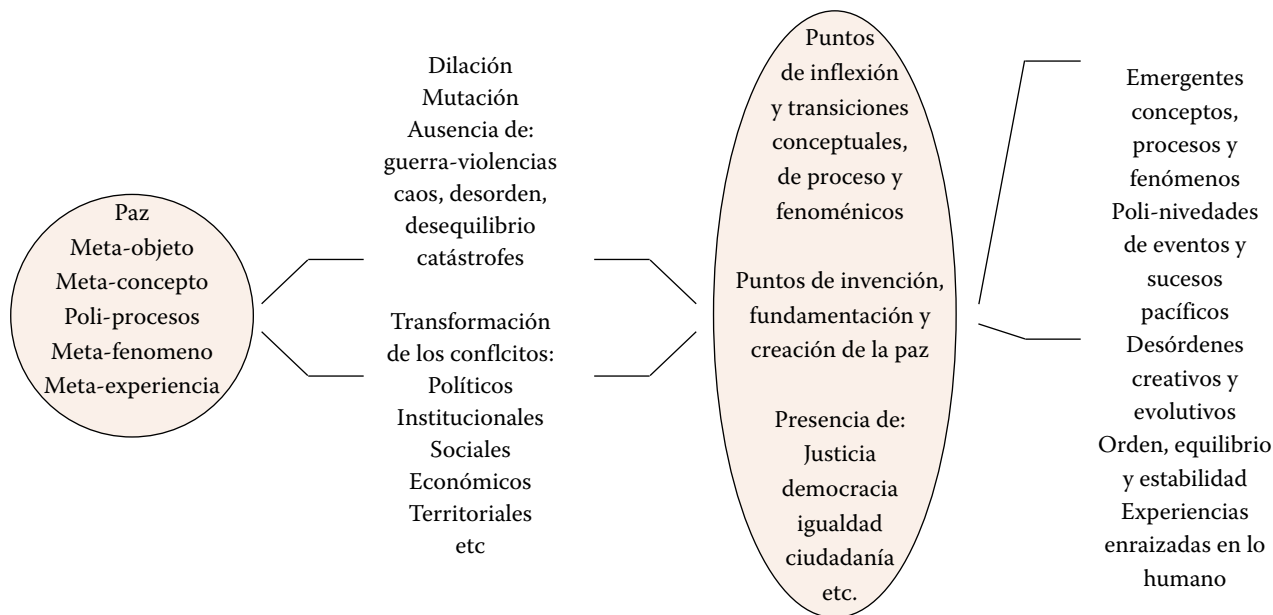 Paz
Meta-objeto
Meta-concepto
Poli-procesos
Meta-fenomeno
Meta-experiencia
Dilación
Mutación
Ausencia de:
guerra-violencias
caos, desorden,
desequilibrio
catástrofes
Transformación
de los conflcitos:
Políticos
Institucionales
Sociales
Económicos
Territoriales
etc
Puntos
de inflexión
y transiciones
conceptuales,
de proceso y
fenoménicos
Puntos de invención,
fundamentación y
creación de la paz
Presencia de:
Justicia
democracia
igualdad
ciudadanía
etc.
Emergentes
conceptos,
procesos y
fenómenos
Poli-nivedades
de eventos y
sucesos
pacíficos
Desórdenes
creativos y
evolutivos
Orden, equilibrio
y estabilidad
Experiencias
enraizadas en lo
humano